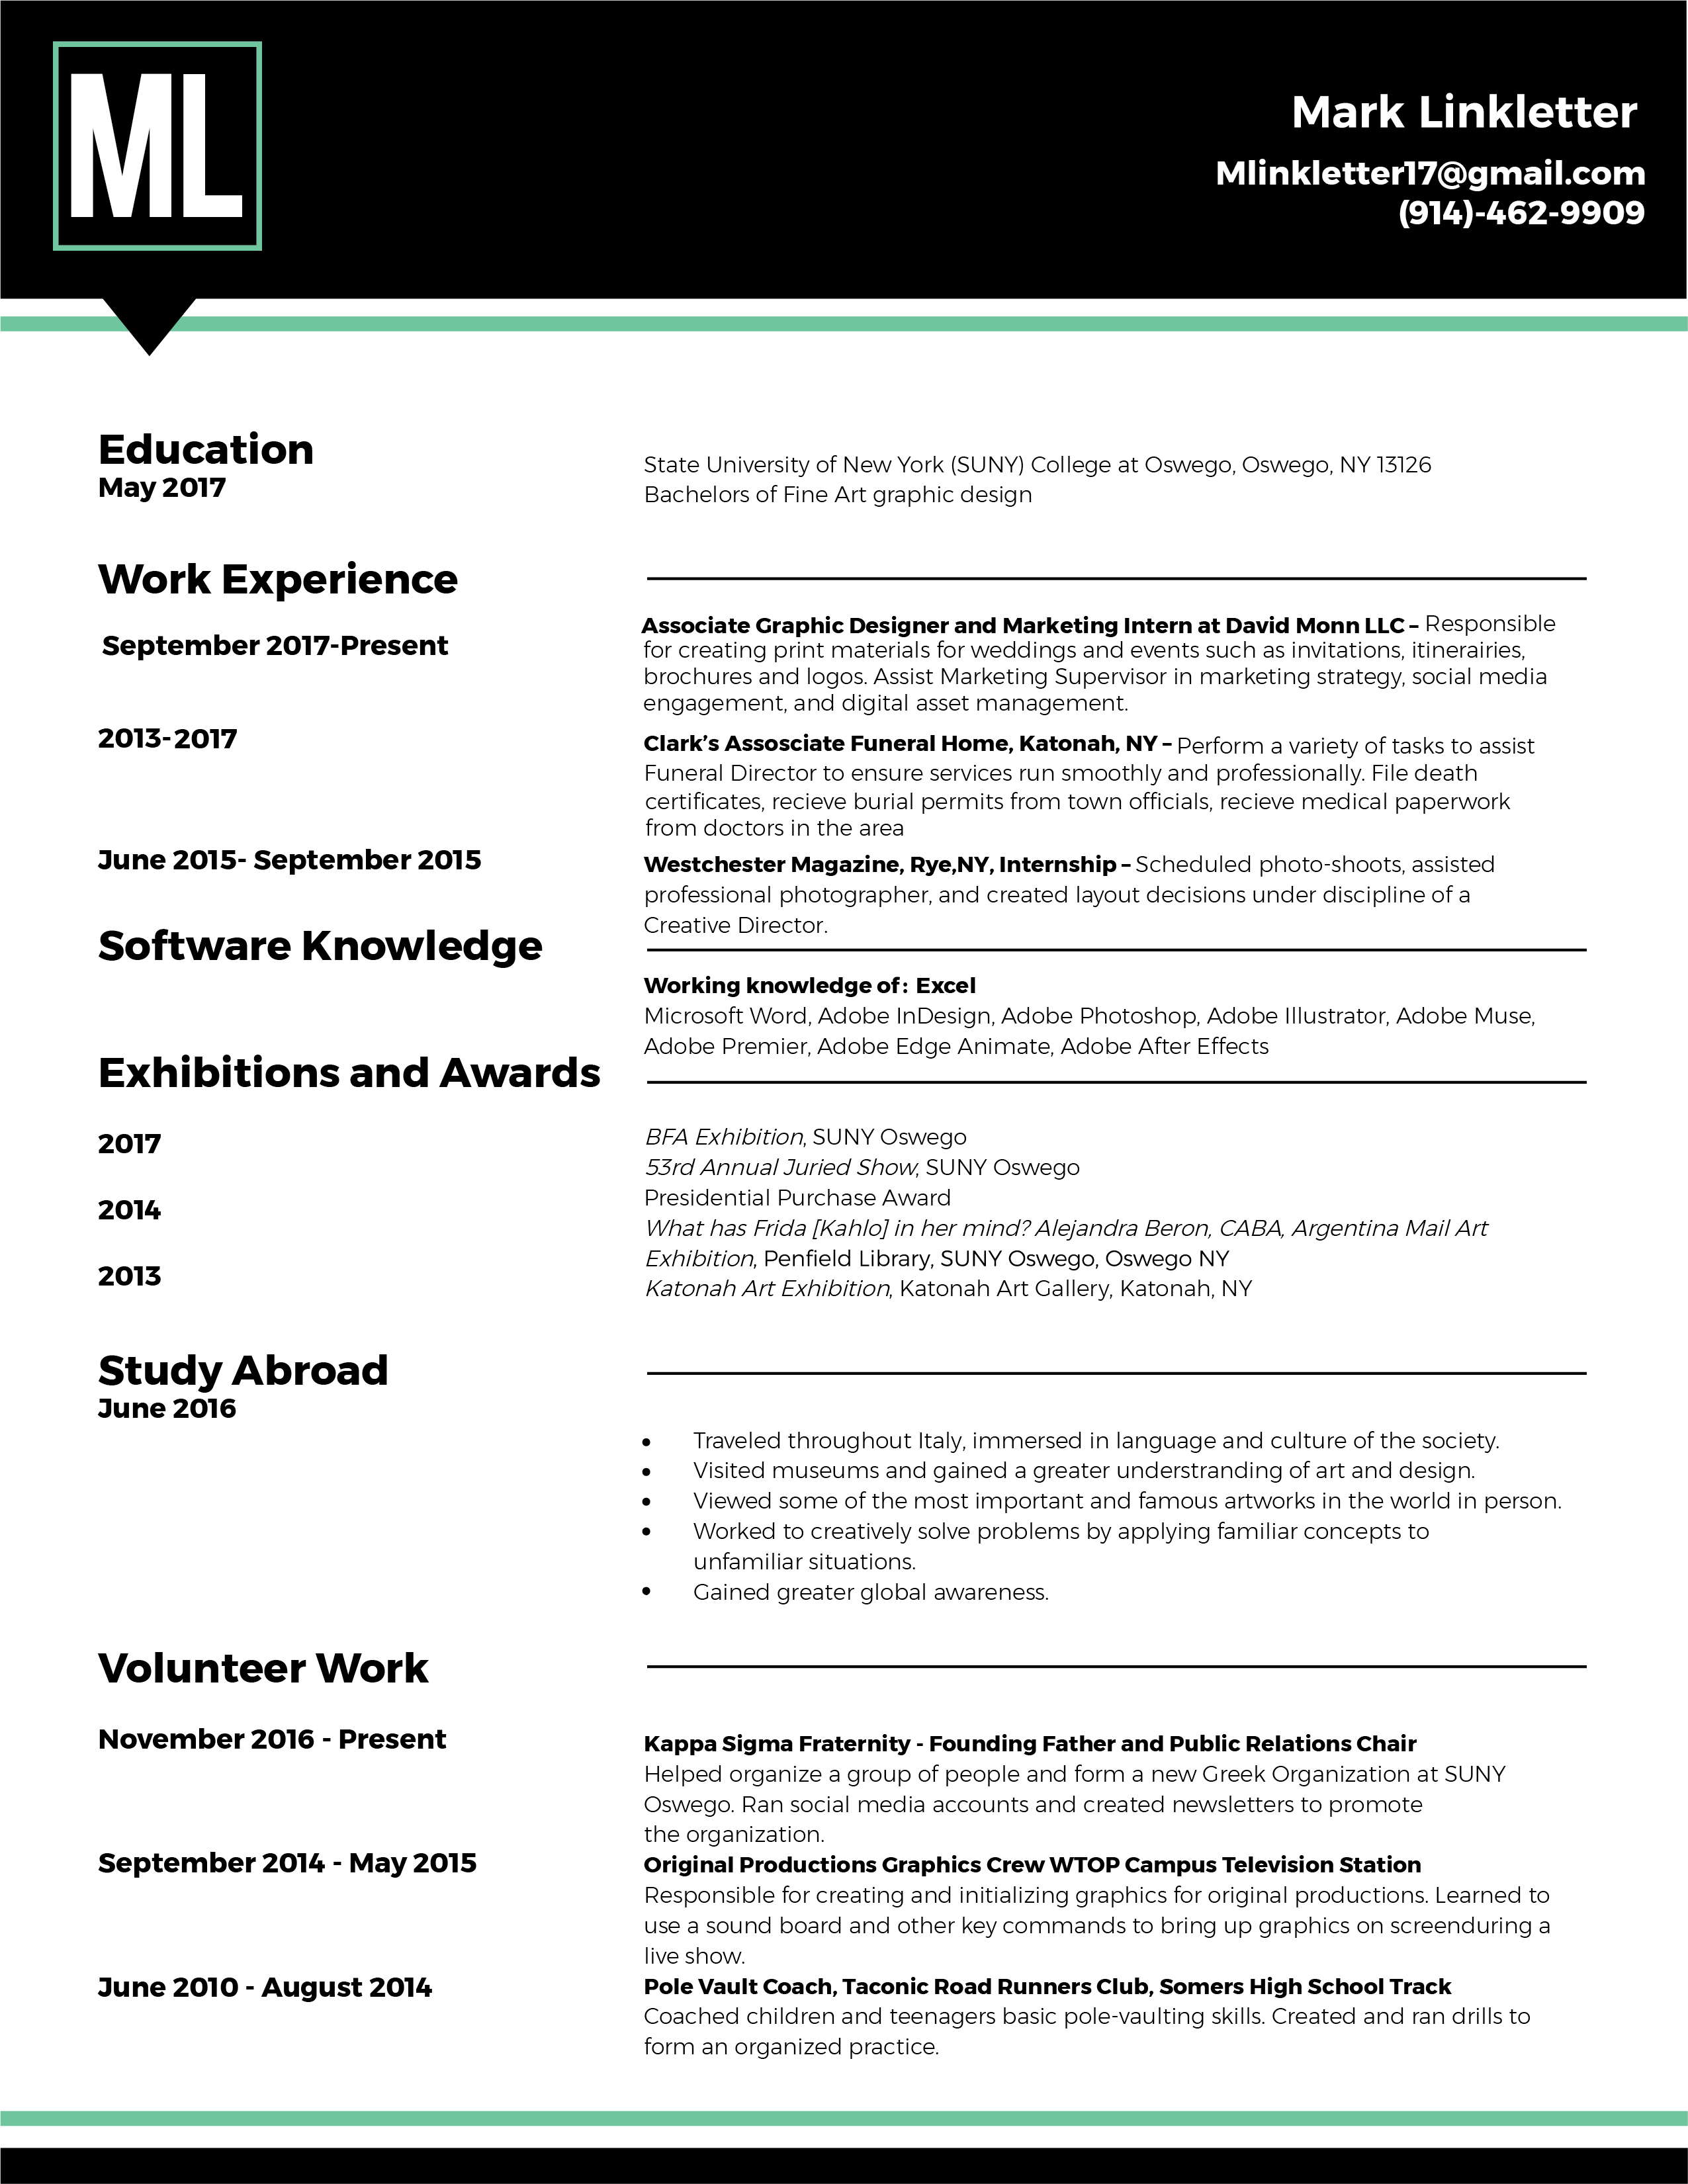 ML
Mark Linkletter
Mlinkletter17@gmail.com
(914)-462-9909
Education
May 2017
State University of New York (SUNY) College at Oswego, Oswego, NY 13126
Bachelors of Fine Art graphic design
Work Experience
September 2017-Present
Associate Graphic Designer and Marketing Intern at David Monn LLC – Responsible
for creating print materials for weddings and events such as invitations, itinerairies,
brochures and logos. Assist Marketing Supervisor in marketing strategy, social media
engagement, and digital asset management.
2013-2017
Clark’s Assosciate Funeral Home, Katonah, NY – Perform a variety of tasks to assist
Funeral Director to ensure services run smoothly and professionally. File death
certificates, recieve burial permits from town officials, recieve medical paperwork
from doctors in the area
June 2015- September 2015
Westchester Magazine, Rye,NY, Internship – Scheduled photo-shoots, assisted
professional photographer, and created layout decisions under discipline of a
Creative Director.
Software Knowledge
Working knowledge of: Excel
Microsoft Word, Adobe InDesign, Adobe Photoshop, Adobe Illustrator, Adobe Muse,
Adobe Premier, Adobe Edge Animate, Adobe After Effects
Exhibitions and Awards
2017
BFA Exhibition, SUNY Oswego
53rd Annual Juried Show, SUNY Oswego
Presidential Purchase Award
2014
What has Frida [Kahlo] in her mind? Alejandra Beron, CABA, Argentina Mail Art
Exhibition, Penfield Library, SUNY Oswego, Oswego NY
2013
Katonah Art Exhibition, Katonah Art Gallery, Katonah, NY
Study Abroad
June 2016
• Traveled throughout Italy, immersed in language and culture of the society.
• Visited museums and gained a greater understranding of art and design.
• Viewed some of the most important and famous artworks in the world in person.
• Worked to creatively solve problems by applying familiar concepts to
unfamiliar situations.
• Gained greater global awareness.
Volunteer Work
November 2016 - Present
Kappa Sigma Fraternity - Founding Father and Public Relations Chair
Helped organize a group of people and form a new Greek Organization at SUNY
Oswego. Ran social media accounts and created newsletters to promote
the organization.
September 2014 - May 2015
Original Productions Graphics Crew WTOP Campus Television Station
Responsible for creating and initializing graphics for original productions. Learned to
use a sound board and other key commands to bring up graphics on screenduring a
live show.
June 2010 - August 2014
Pole Vault Coach, Taconic Road Runners Club, Somers High School Track
Coached children and teenagers basic pole-vaulting skills. Created and ran drills to
form an organized practice.